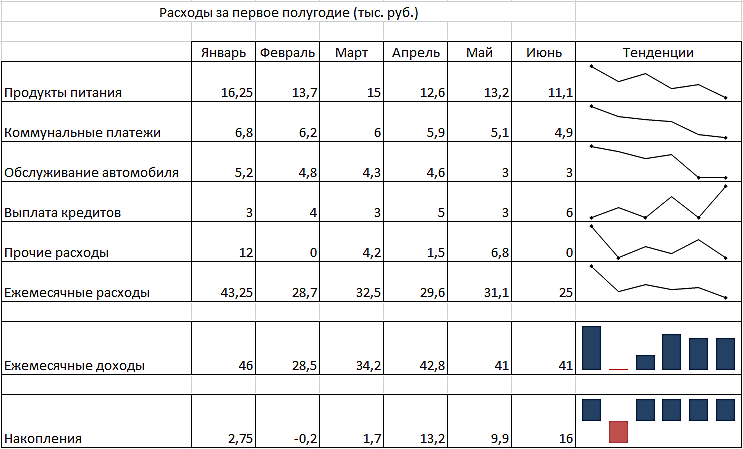 Расходы за первое полугодие (тыс. руб.)
Январь Февраль Март Апрель Май Июнь Тенденции
Продукты питания 16,25 13,7 15 12,6 13,2 11,1
Коммунальные платежи 6,8 6,2 6 5,9 5,1 4,9
Обслуживание автомобиля 5,2 4,8 4,3 4,6 3 3
Выплата кредитов 3 4 3 5 3 6
Прочие расходы 12 0 4,2 1,5 6,8 0
Ежемесячные расходы 43,25 28,7 32,5 29,6 31,1 25
Ежемесячные доходы 46 28,5 34,2 42,8 41 41
Накопления 2,75 -0,2 1,7 13,2 9,9 16